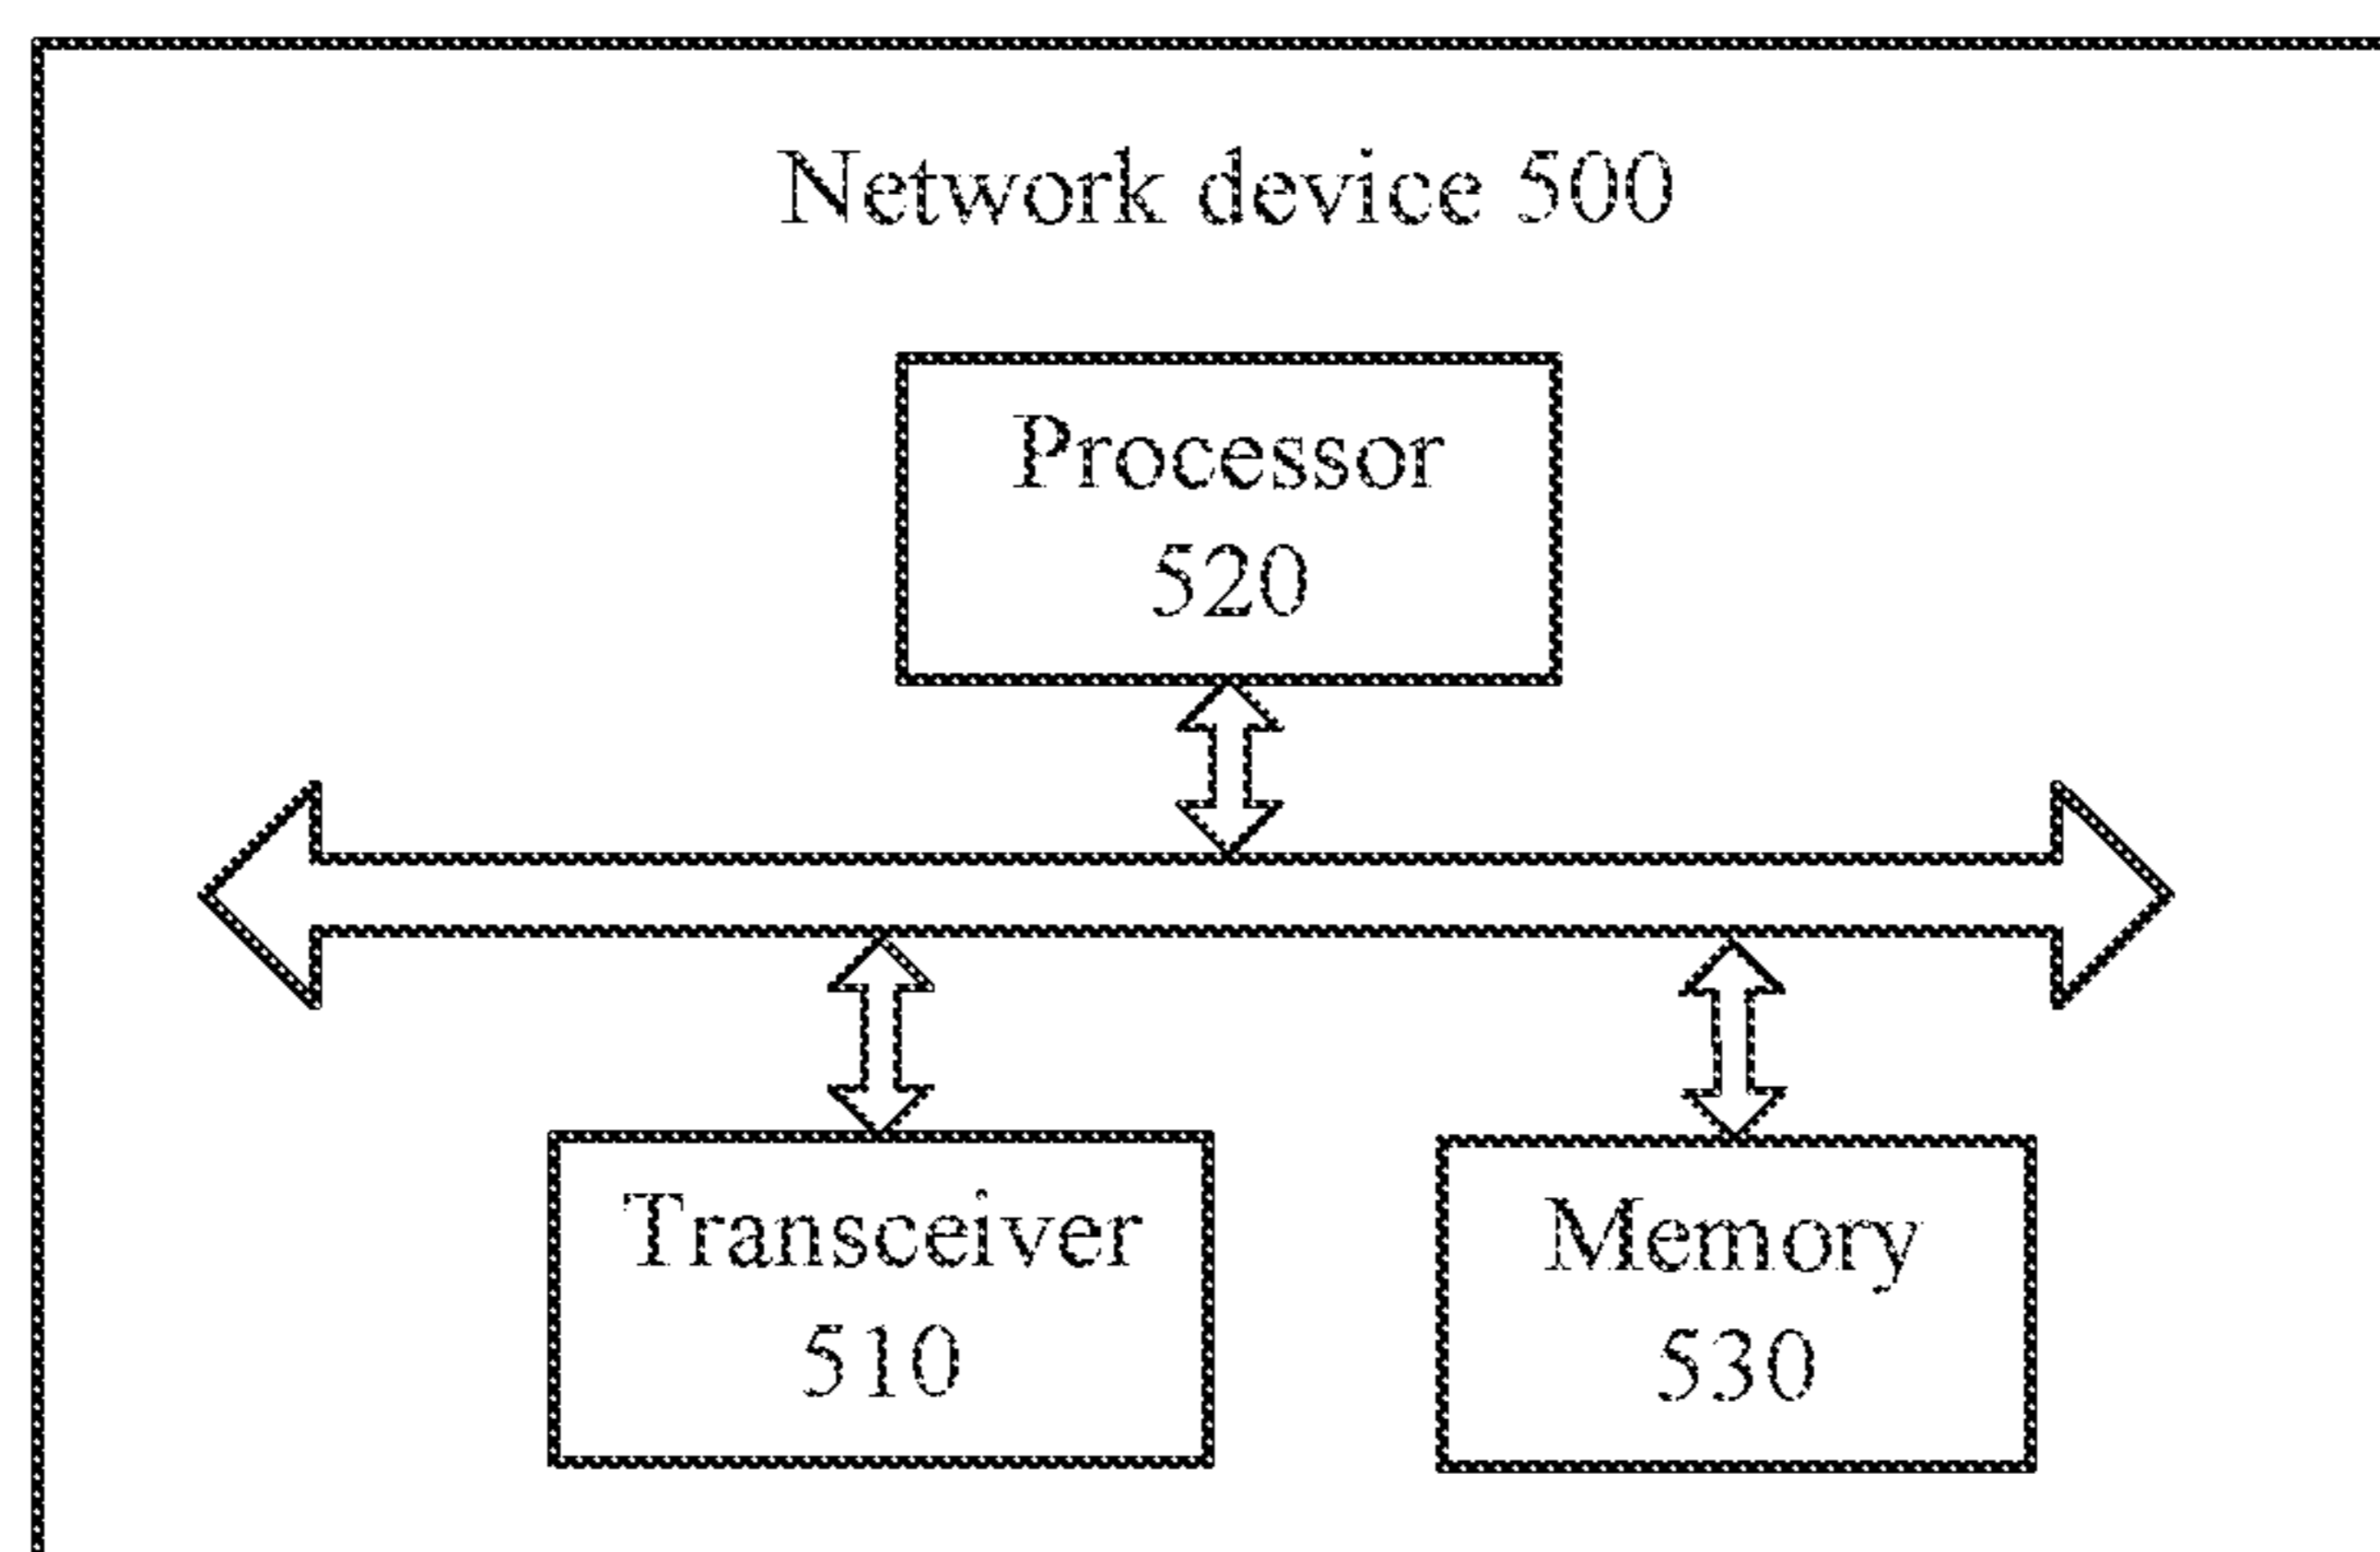 Network device 500
Processor
520
Transceiver
510
Memory
530